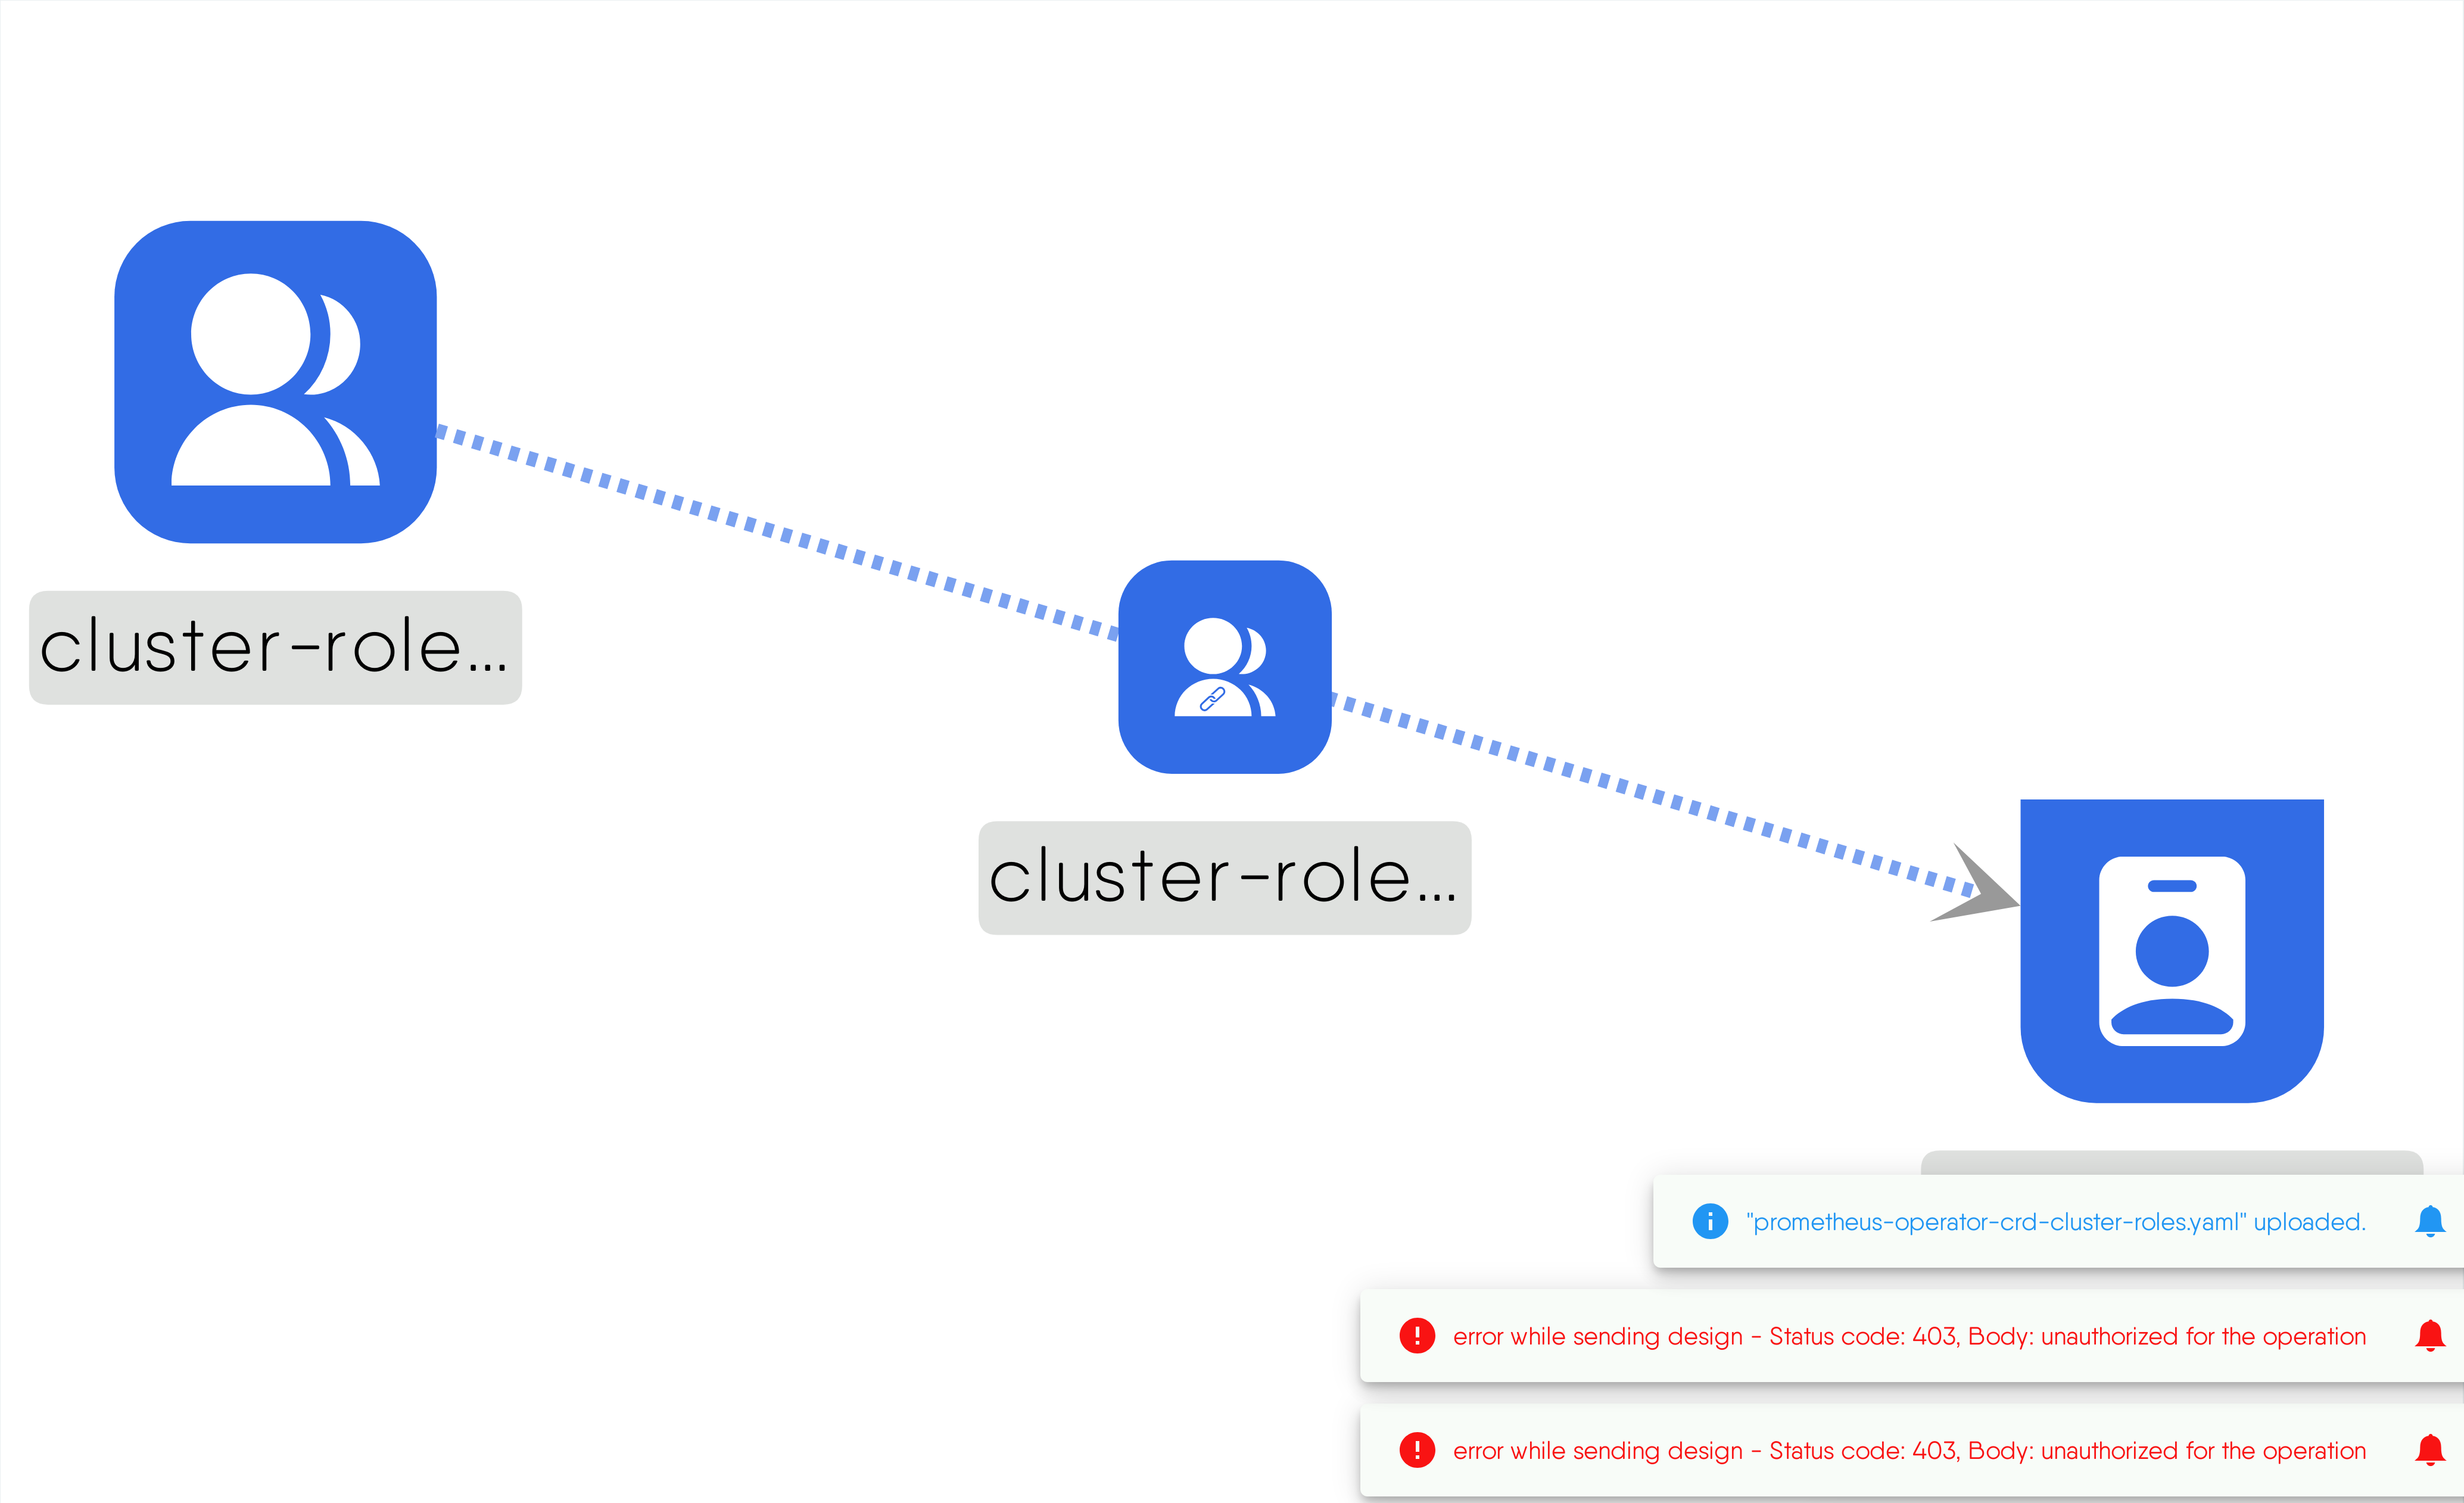 cluster-role...
cluster-role...
"prometheus-operator-crd-cluster-roles.yaml" uploaded.
error while sending design - Status code: 403, Body: unauthorized for the operation
error while sending design - Status code: 403, Body: unauthorized for the operation